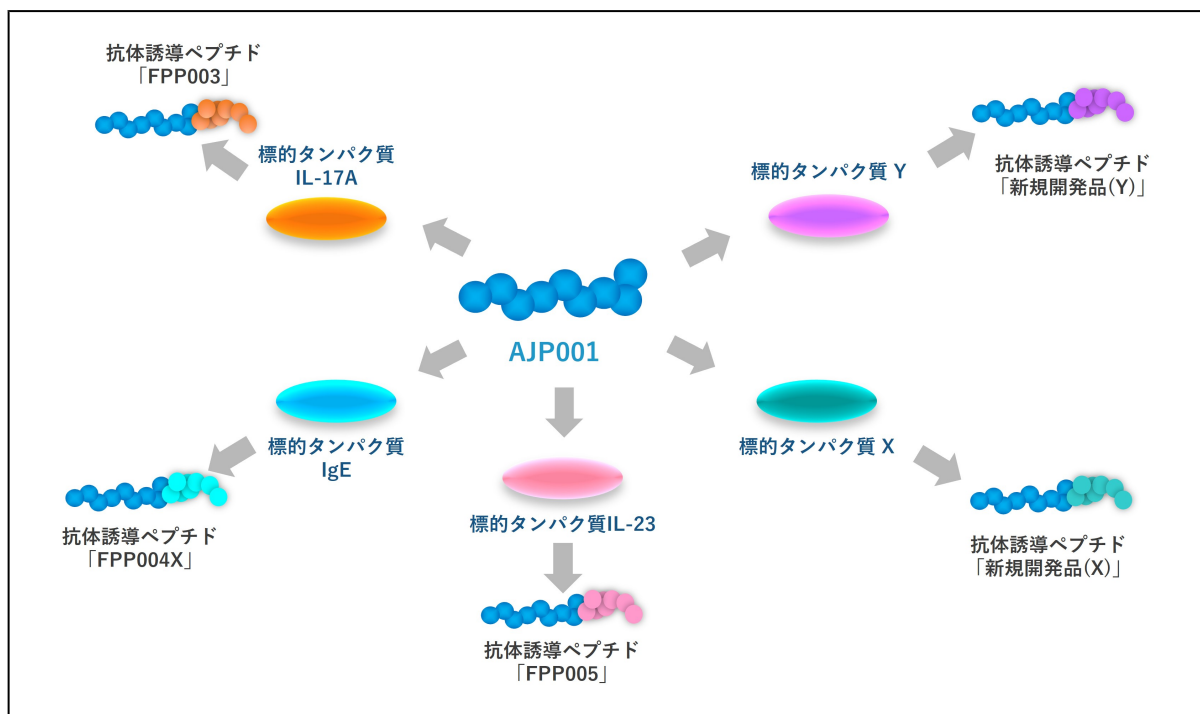 抗体誘導ペプチド
「FPP003」
標的タンパク質
IL-17A
標的タンパク質 Y
抗体誘導ペプチド
「新規開発品(Y)」
AJP001
標的タンパク質
IgE
標的タンパク質 X
抗体誘導ペプチド
「FPP004X」
標的タンパク質IL-23
抗体誘導ペプチド
「新規開発品(X)」
抗体誘導ペプチド
「FPP005」